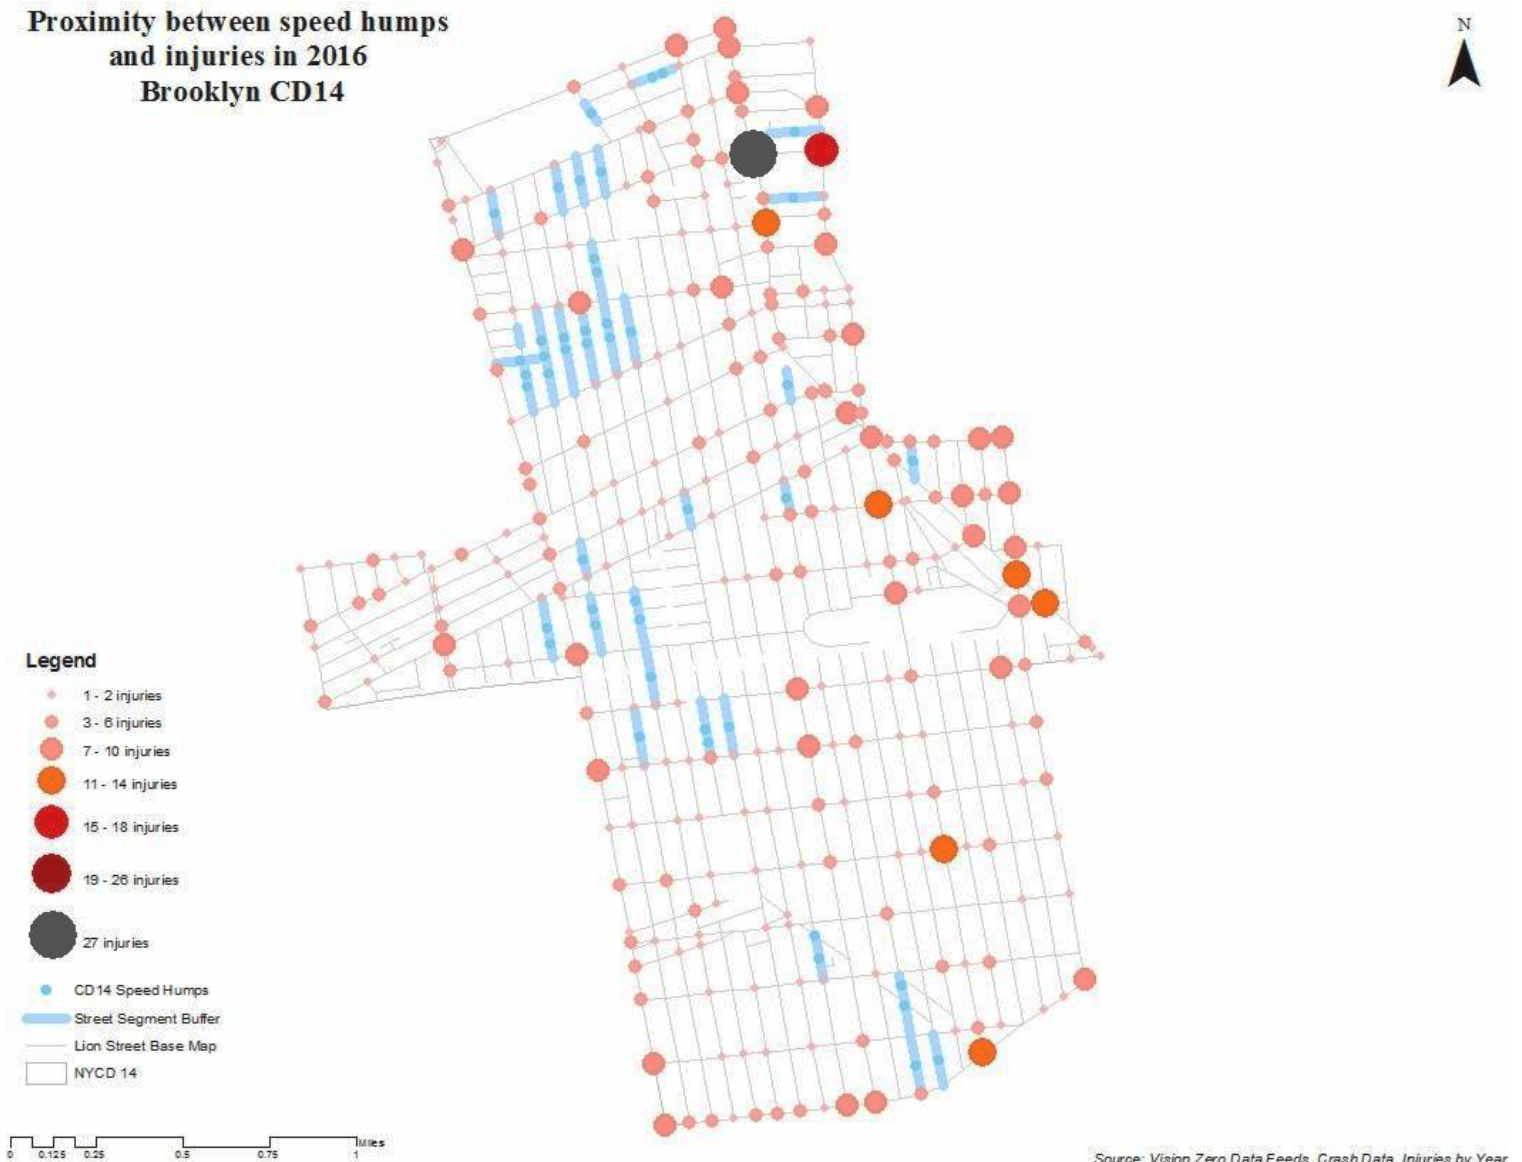 Proximity between speed humps
and injuries in 2016
Brooklyn CD14
N
Legend
1 - 2 injuries
3 - 6 injuries
7 - 10 injuries
11 - 14 injuries
15 - 18 injuries
19 - 26 injuries
27 injuries
CD14 Speed Humps
Street Segment Buffer
Lion Street Base Map
NYCD 14
Miles
0 0.125 0.25 0.5 0.75 1
Source: Vision Zero Data Feeds, Crash Data, Injuries by Year